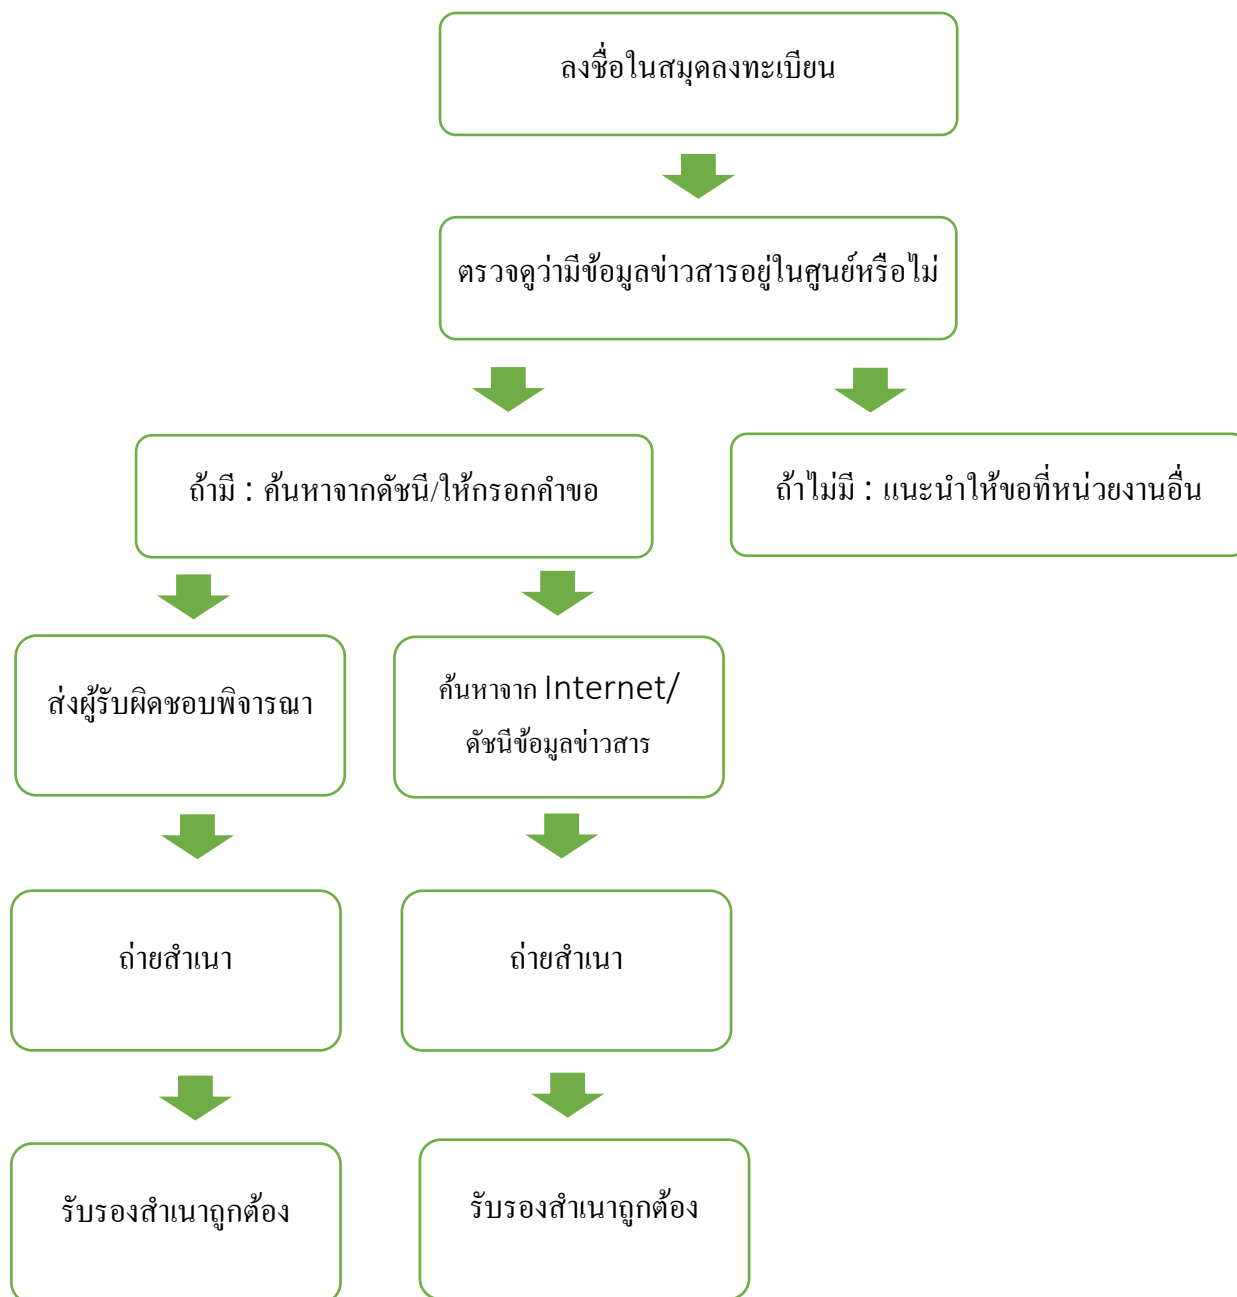 ลงชื่อในสมุดลงทะเบียน
ตรวจดูว่ามีข้อมูลข่าวสารอยู่ในศูนย์หรือไม่
ถ้ามี : ค้นหาจากดัชนี/ให้กรอกคำขอ
ถ้าไม่มี : แนะนำให้ขอที่หน่วยงานอื่น
ส่งผู้รับผิดชอบพิจารณา
ค้นหาจาก Internet/
ดัชนีข้อมูลข่าวสาร
ถ่ายสำเนา
ถ่ายสำเนา
รับรองสำเนาถูกต้อง
รับรองสำเนาถูกต้อง